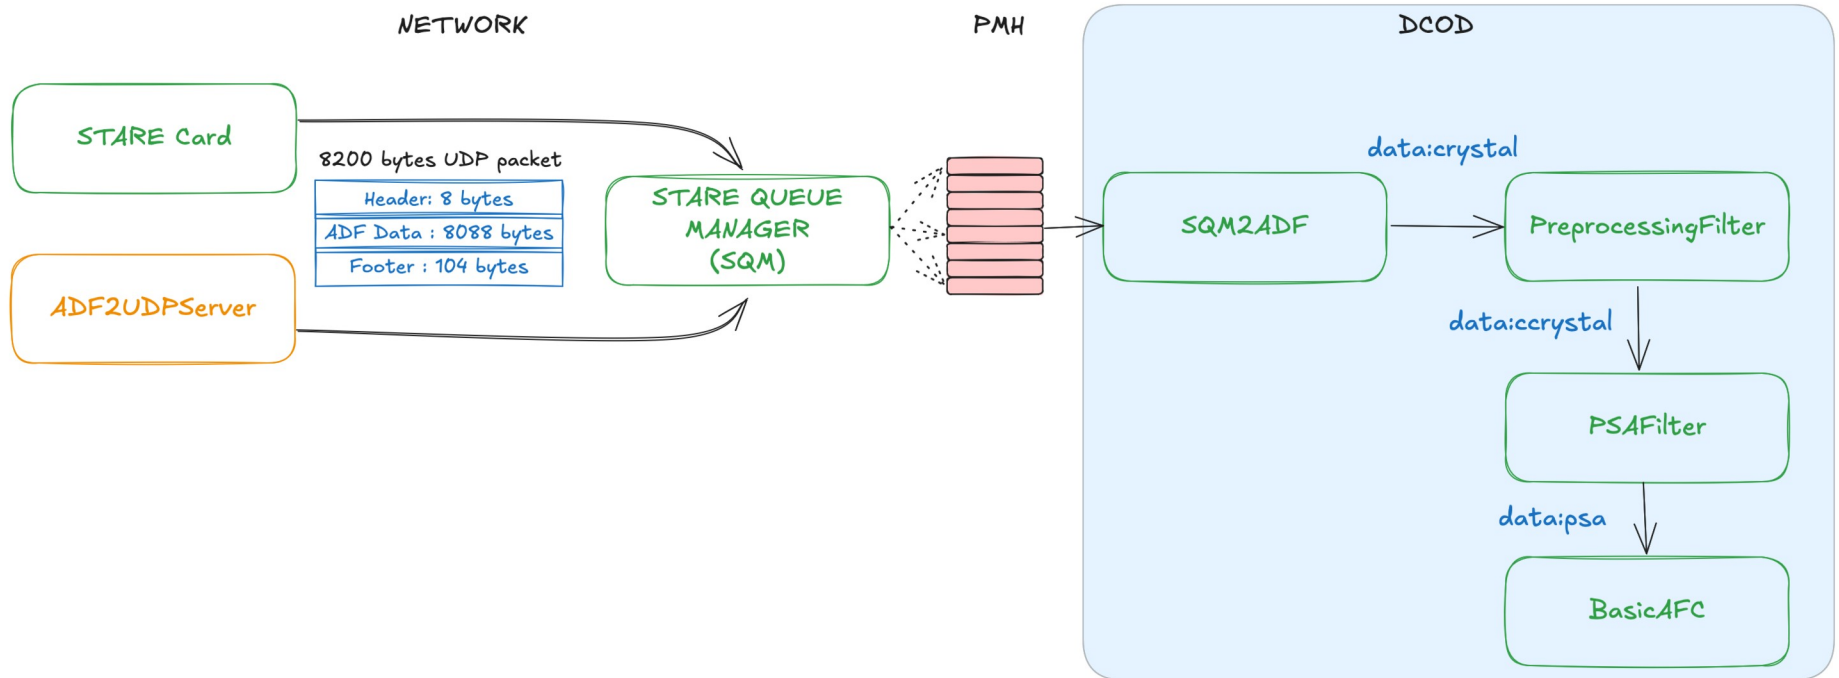 NETWORK
PMH
DCOD
STARE Card
8200 bytes UDP packet
Header: 8 bytes
ADF Data : 8088 bytes
Footer : 104 bytes
ADF2UDPServer
STARE QUEUE
MANAGER
(SQM)
SQM2ADF
data:crystal
PreprocessingFilter
data:ccrystal
PSAFilter
data:psa
BasicAFC